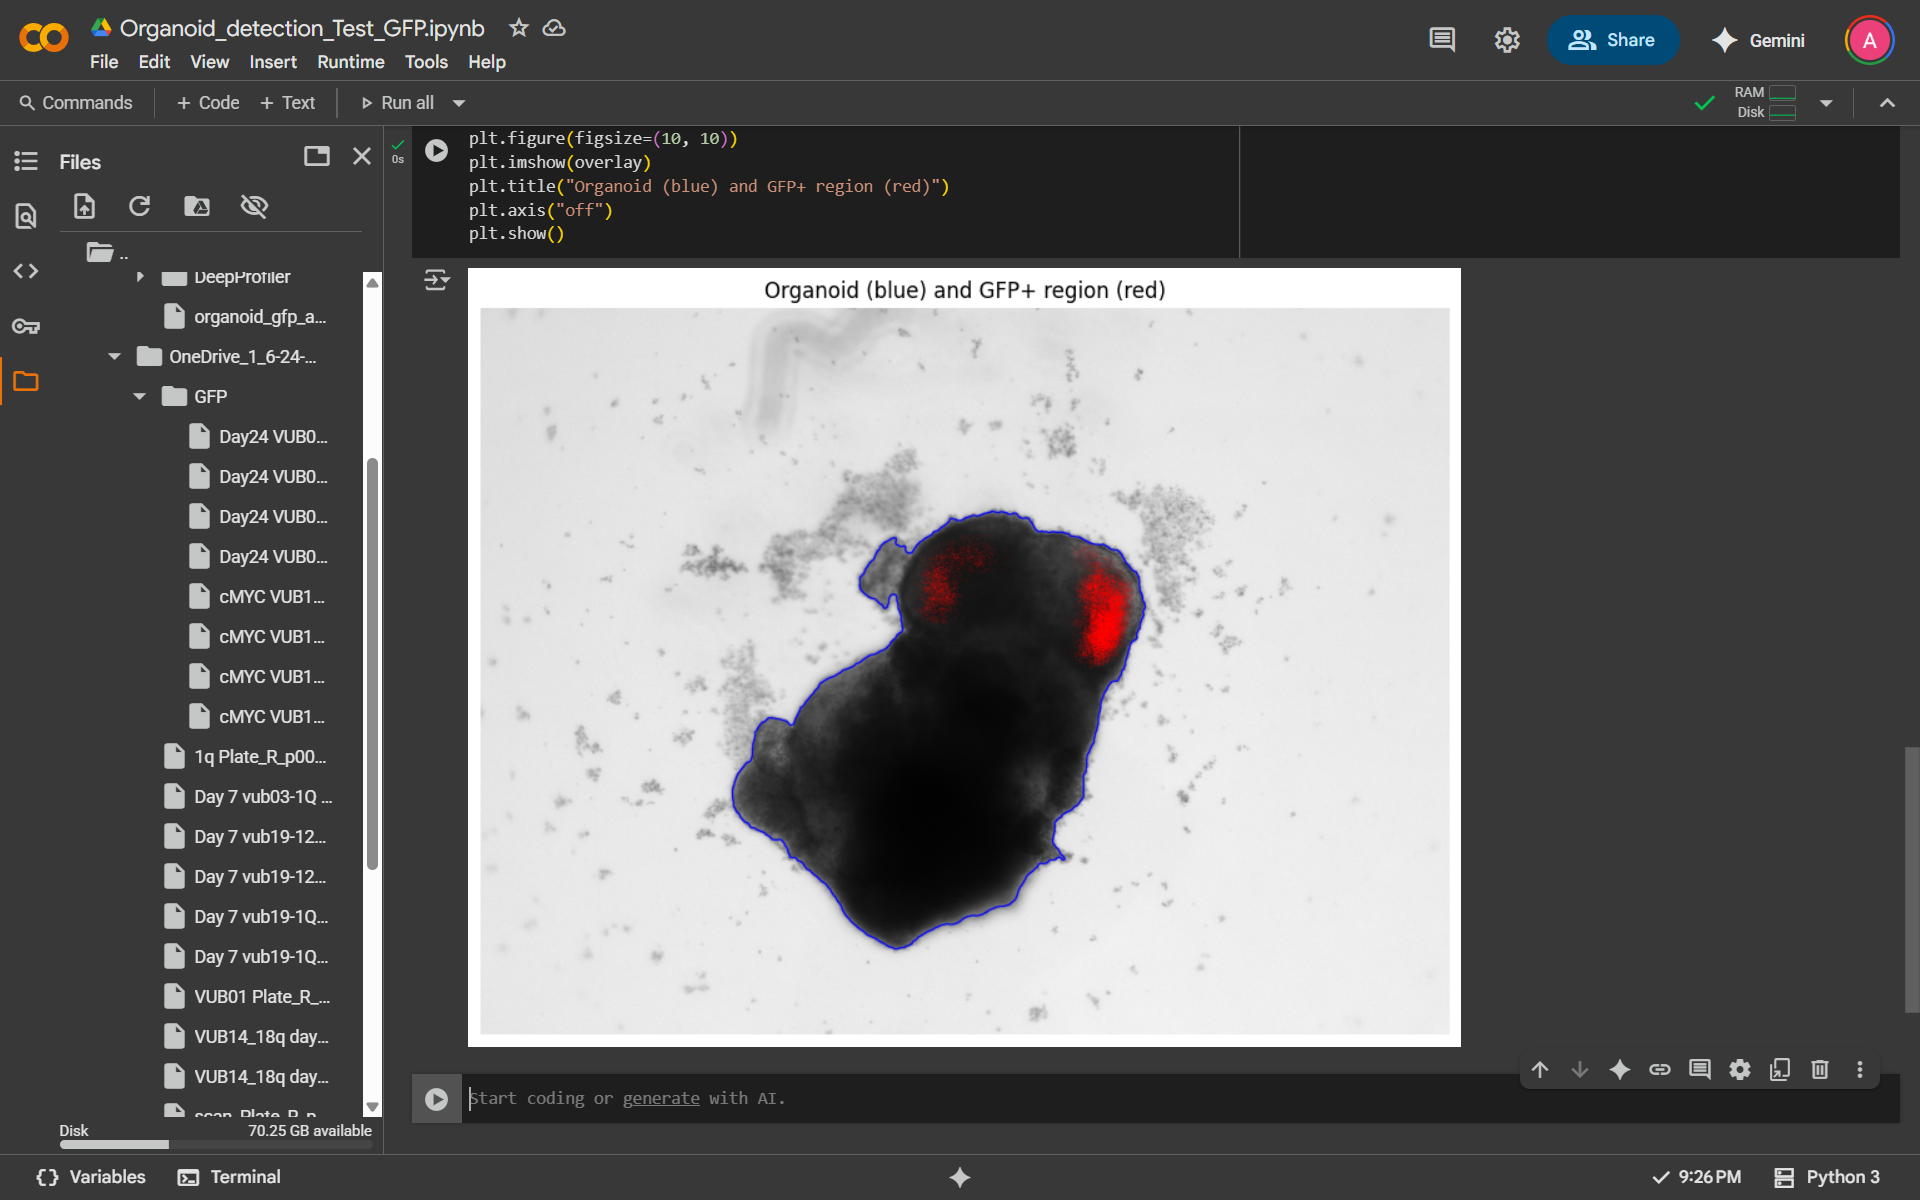 Organoid_detection_Test_GFP.ipynb
File Edit View Insert Runtime Tools Help
Share
Gemini
A
Commands + Code + Text Run all
RAM
Disk
Files
..
DeepProfiler
organoid_gfp_a...
OneDrive_1_6-24-...
GFP
Day24 VUB0...
Day24 VUB0...
Day24 VUB0...
Day24 VUB0...
cMYC VUB1...
cMYC VUB1...
cMYC VUB1...
cMYC VUB1...
1q Plate_R_p00...
Day 7 vub03-1Q ...
Day 7 vub19-12...
Day 7 vub19-12...
Day 7 vub19-1Q...
Day 7 vub19-1Q...
VUB01 Plate_R_...
VUB14_18q day...
VUB14_18q day...
scan_Plate_R_p...
Disk 70.25 GB available
0s
plt.figure(figsize=(10, 10))
plt.imshow(overlay)
plt.title("Organoid (blue) and GFP+ region (red)")
plt.axis("off")
plt.show()
Organoid (blue) and GFP+ region (red)
Start coding or generate with AI.
Variables Terminal
9:26 PM Python 3